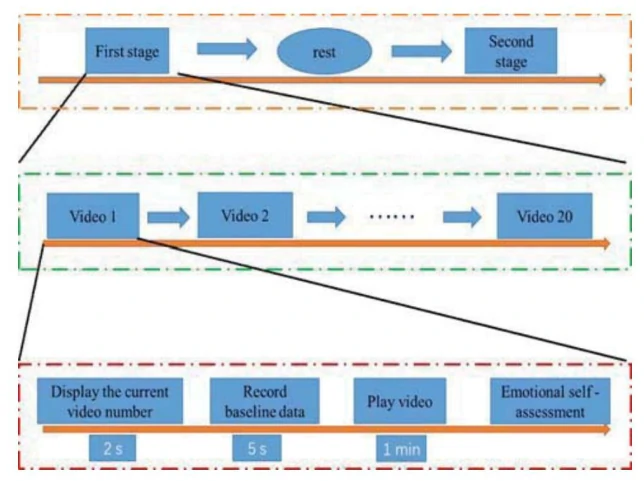 First stage
rest
Second
stage
Video 1
Video 2
......
Video 20
Display the current
video number
Record
baseline data
Play video
Emotional self -
assessment
2 s
5 s
1 min